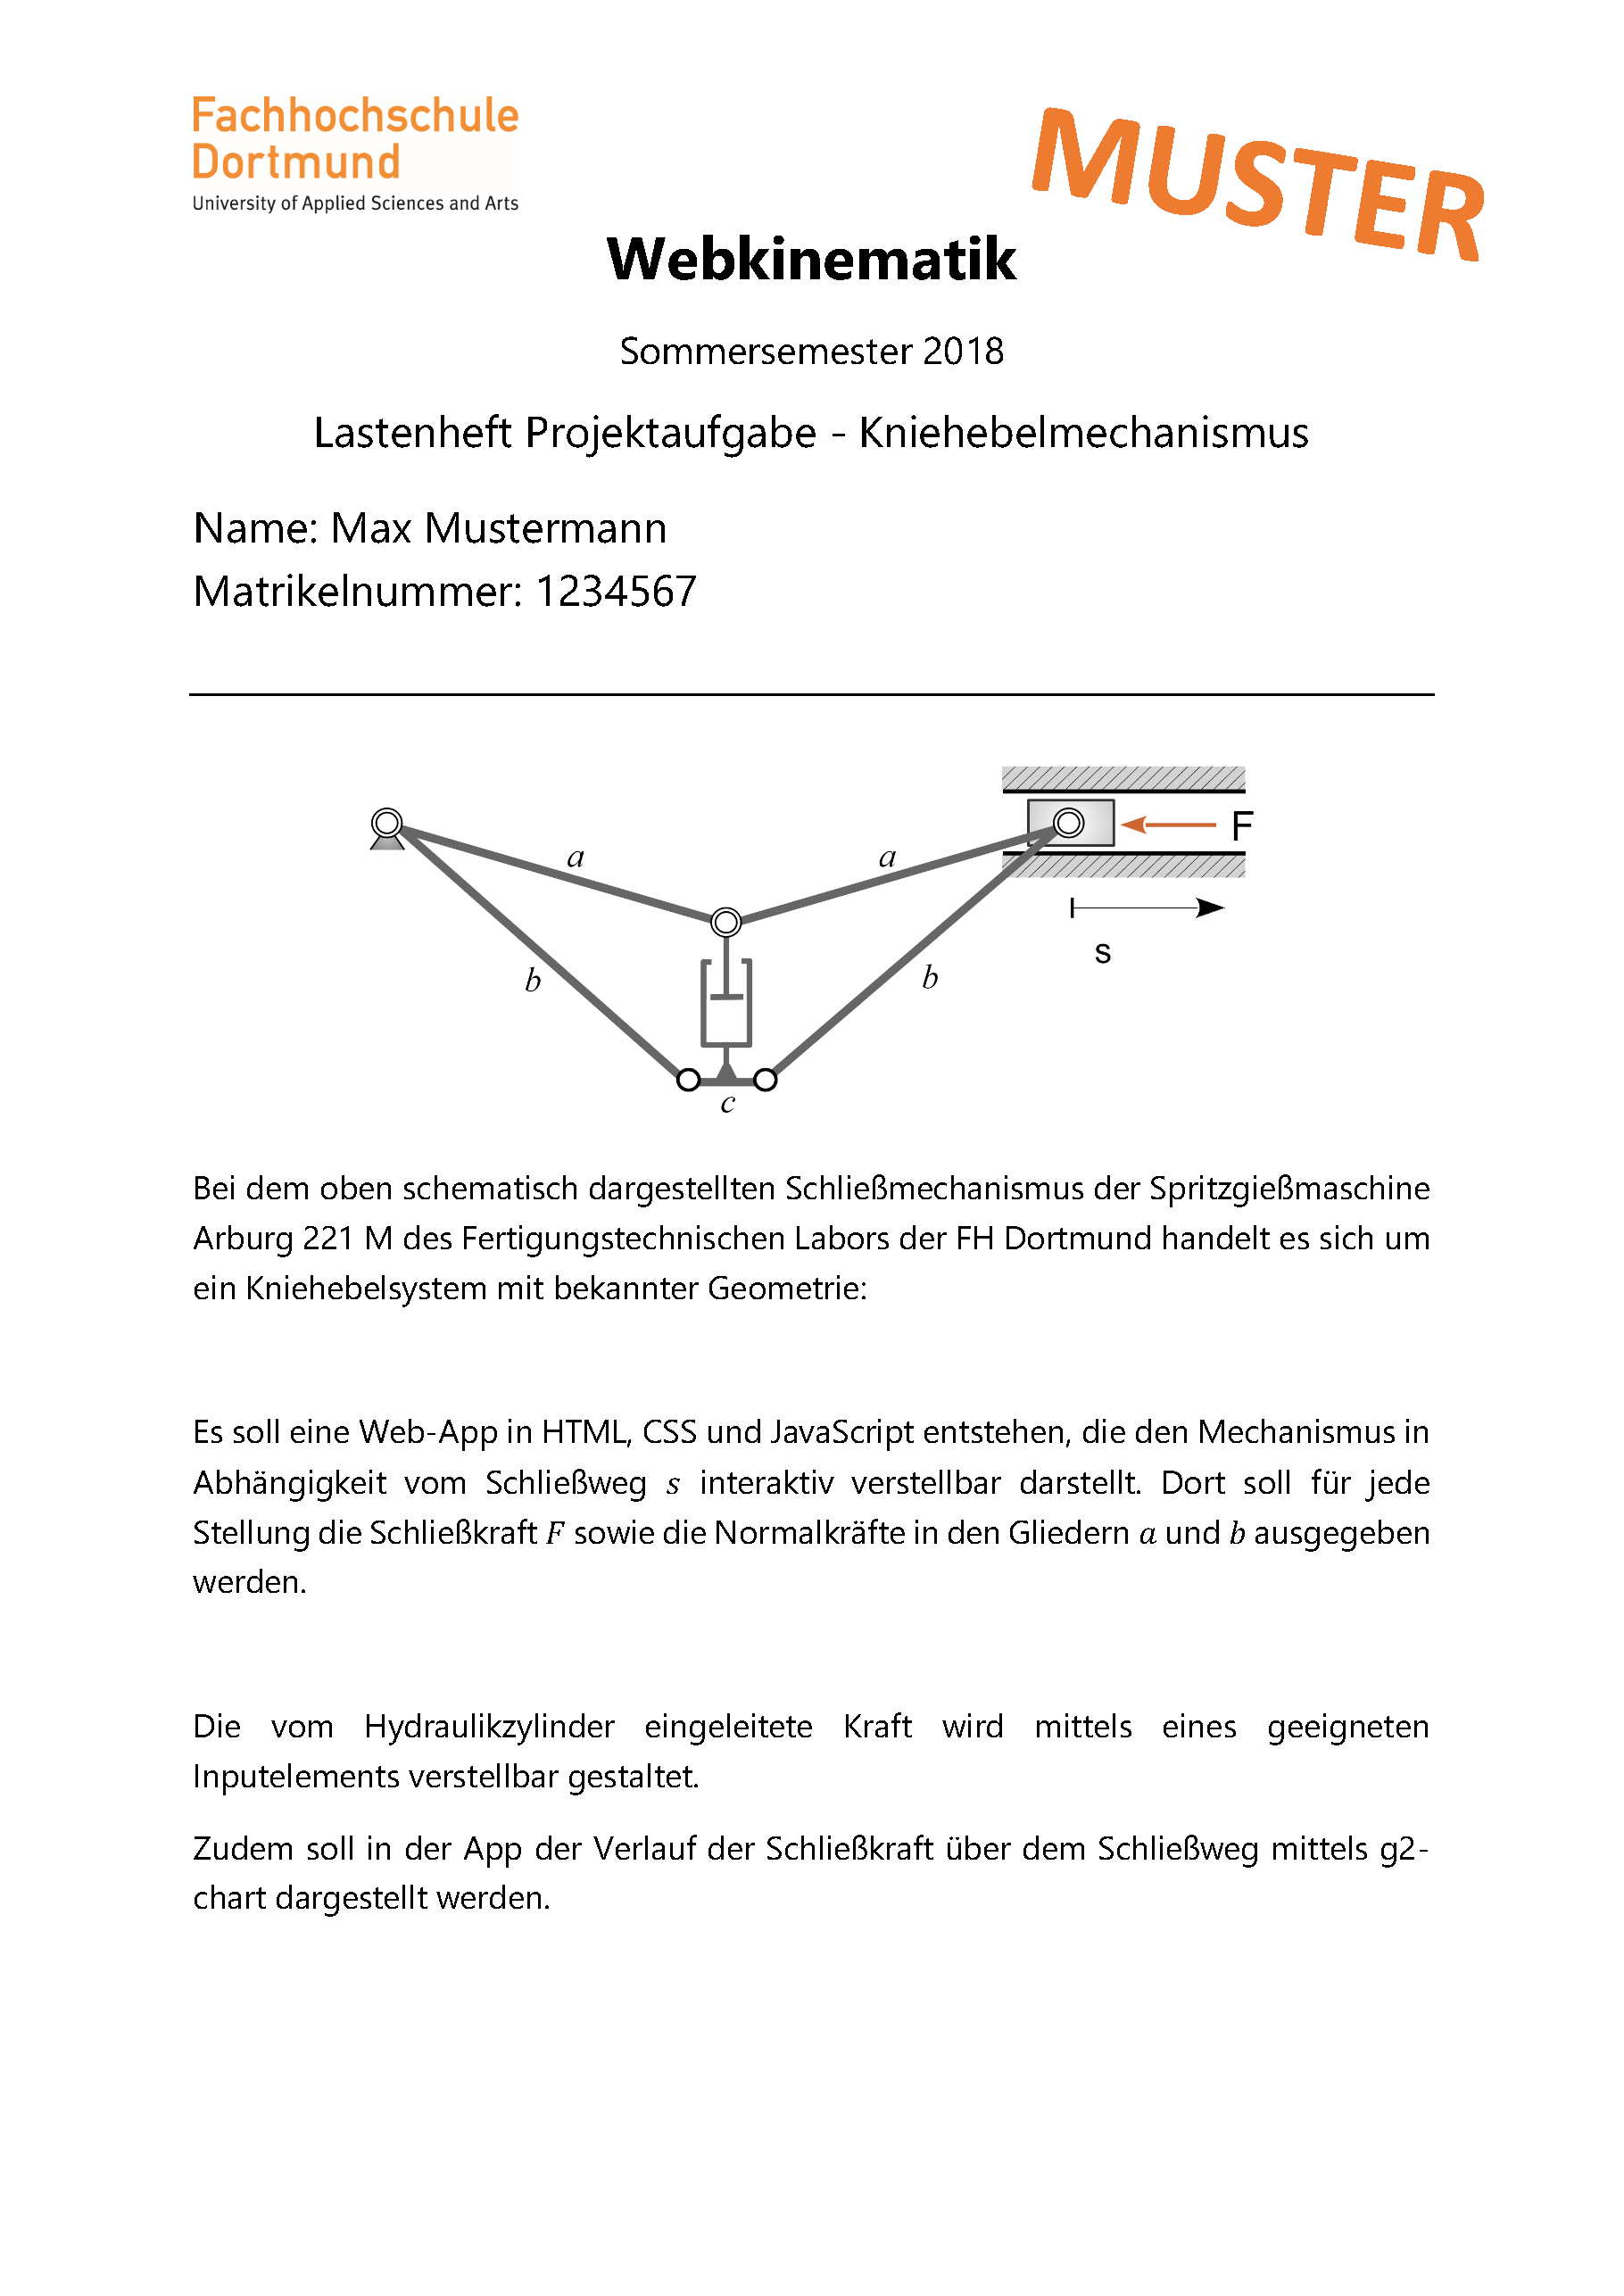 Fachhochschule
Dortmund
University of Applied Sciences and Arts
MUSTER
Webkinematik
Sommersemester 2018
Lastenheft Projektaufgabe - Kniehebelmechanismus
Name: Max Mustermann
Matrikelnummer: 1234567
F
a
a
s
b
b
c
Bei dem oben schematisch dargestellten Schließmechanismus der Spritzgießmaschine
Arburg 221 M des Fertigungstechnischen Labors der FH Dortmund handelt es sich um
ein Kniehebelsystem mit bekannter Geometrie:
Es soll eine Web-App in HTML, CSS und JavaScript entstehen, die den Mechanismus in
Abhängigkeit vom Schließweg s interaktiv verstellbar darstellt. Dort soll für jede
Stellung die Schließkraft F sowie die Normalkräfte in den Gliedern a und b ausgegeben
werden.
Die vom Hydraulikzylinder eingeleitete Kraft wird mittels eines geeigneten
Inputelements verstellbar gestaltet.
Zudem soll in der App der Verlauf der Schließkraft über dem Schließweg mittels g2-
chart dargestellt werden.